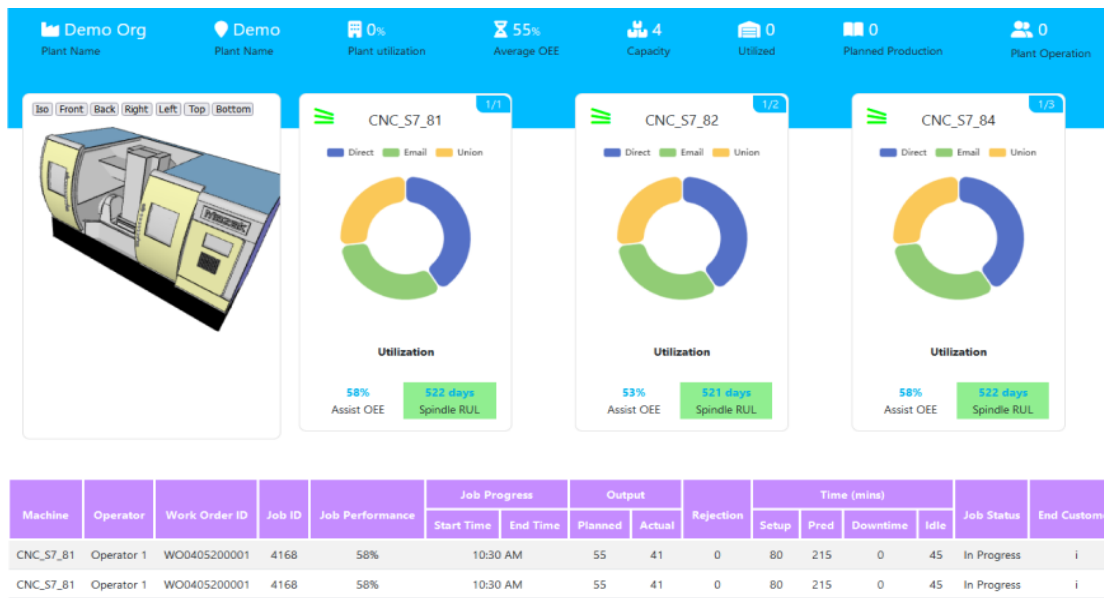 Demo Org Demo 0% 55% 4 0 0 0
Plant Name Plant Name Plant utilization Average OEE Capacity Utilized Planned Production Plant Operation
Iso Front Back Right Left Top Bottom
1/1
CNC_S7_81
Direct Email Union
Utilization
58% 522 days
Assist OEE Spindle RUL
1/2
CNC_S7_82
Direct Email Union
Utilization
53% 521 days
Assist OEE Spindle RUL
1/3
CNC_S7_84
Direct Email Union
Utilization
58% 522 days
Assist OEE Spindle RUL
Job Progress Output Time (mins)
Machine Operator Work Order ID Job ID Job Performance Rejection Job Status End Custome
Start Time End Time Planned Actual Setup Pred Downtime Idle
CNC_S7_81 Operator 1 WO0405200001 4168 58% 10:30 AM 55 41 0 80 215 0 45 In Progress i
CNC_S7_81 Operator 1 WO0405200001 4168 58% 10:30 AM 55 41 0 80 215 0 45 In Progress i